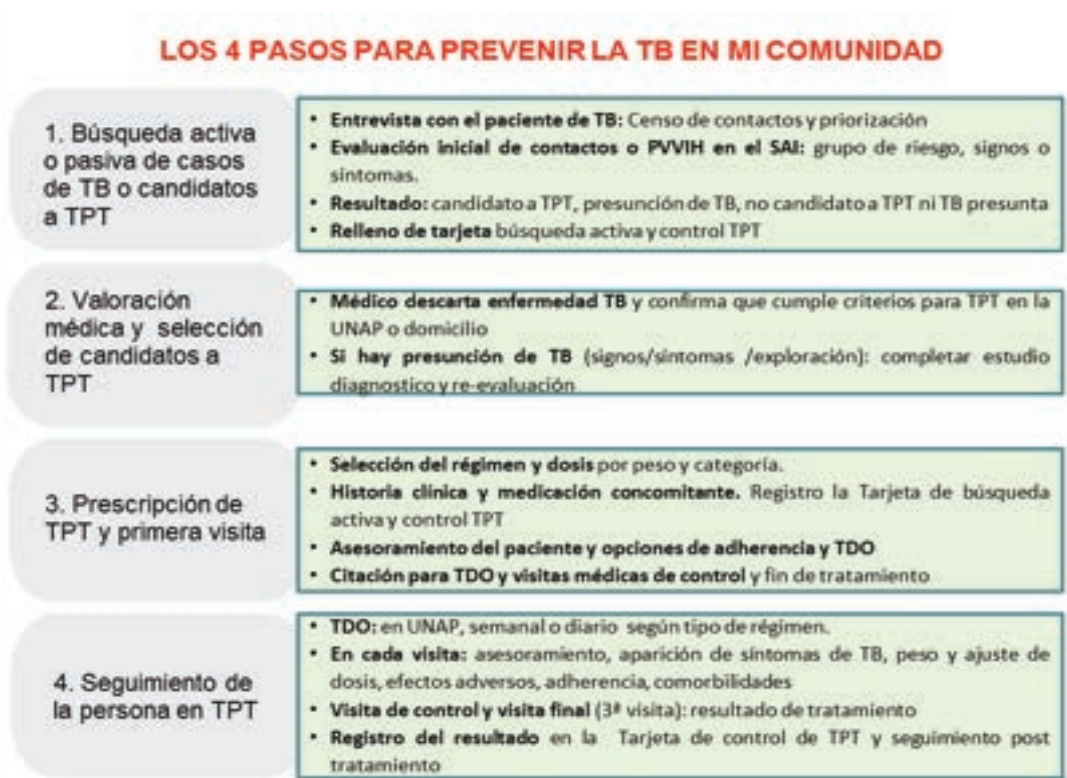 LOS 4 PASOS PARA PREVENIR LA TB EN MI COMUNIDAD
1. Búsqueda activa
o pasiva de casos
de TB o candidatos
a TPT
• Entrevista con el paciente de TB: Censo de contactos y priorización
• Evaluación inicial de contactos o PVVIH en el SAI: grupo de riesgo, signos o
síntomas.
• Resultado: candidato a TPT, presunción de TB, no candidato a TPT ni TB presunta
• Relleno de tarjeta búsqueda activa y control TPT
2. Valoración
médica y selección
de candidatos a
TPT
• Médico descarta enfermedad TB y confirma que cumple criterios para TPT en la
UNAP o domicilio
• Si hay presunción de TB (signos/síntomas /exploración): completar estudio
diagnostico y re-evaluación
3. Prescripción de
TPT y primera visita
• Selección del régimen y dosis por peso y categoría.
• Historia clínica y medicación concomitante. Registro la Tarjeta de búsqueda
activa y control TPT
• Asesoramiento del paciente y opciones de adherencia y TDO
• Citación para TDO y visitas médicas de control y fin de tratamiento
4. Seguimiento de
la persona en TPT
• TDO: en UNAP, semanal o diario según tipo de régimen.
• En cada visita: asesoramiento, aparición de síntomas de TB, peso y ajuste de
dosis, efectos adversos, adherencia, comorbilidades
• Visita de control y visita final (3ª visita): resultado de tratamiento
• Registro del resultado en la Tarjeta de control de TPT y seguimiento post
tratamiento